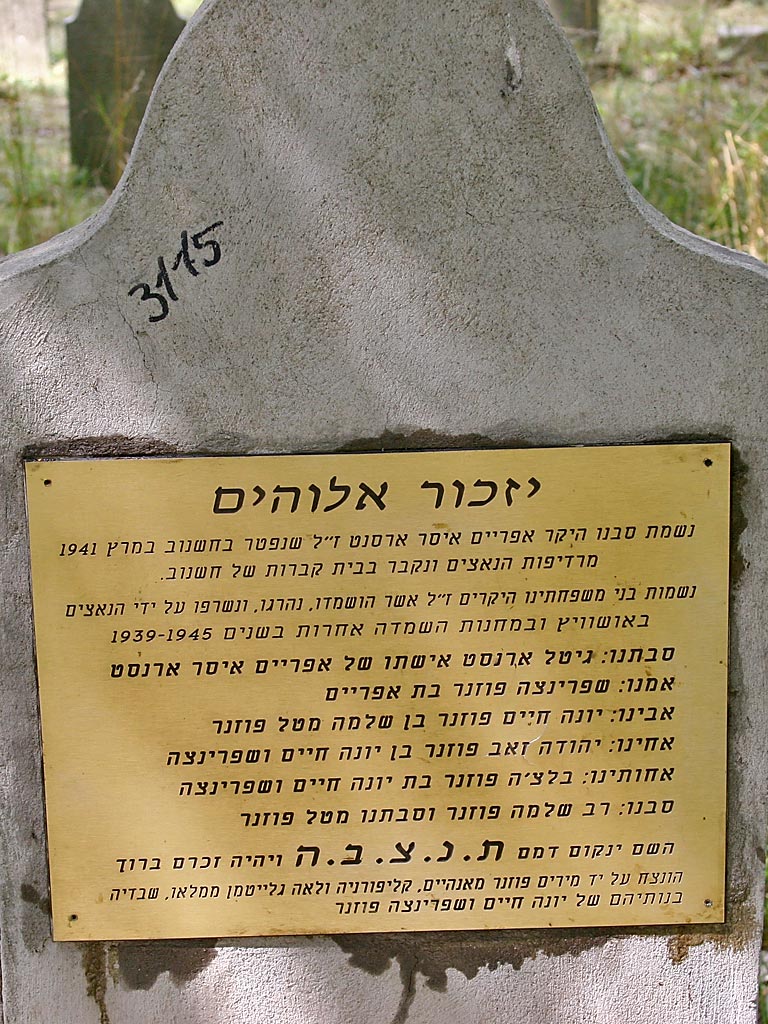 3115
יזכור אלוהים
נשמת סבנו היקר אפריים איסר ארסנט ז״ל שנפטר בחשנוב במרץ 1941
מרדיפות הנאצים ונקבר בבית קברות של חשנוב.
נשמות בני משפחתינו היקרים ז״ל אשר הושמדו, נהרגו, ונשרפו על ידי הנאצים
באושוויץ ובמחנות השמדה אחרות בשנים 1939-1945
סבתנו: גיטל ארנסט אישתו של אפריים איסר ארנסט
אמנו: שפרינצה פוזנר בת אפריים
אבינו: יונה חיים פוזנר בן שלמה מטל פוזנר
אחינו: יהודה זאב פוזנר בן יונה חיים ושפרינצה
אחותינו: בלצ׳ה פוזנר בת יונה חיים ושפרינצה
סבנו: רב שלמה פוזנר וסבתנו מטל פוזנר
השם ינקום דמם ת.נ.צ.ב.ה ויהיה זכרם ברוך
הונצח על יד מירים פוזנר מאנהיים, קליפורניה ולאה גלייטמן ממלאו, שבדיה
בנותיהם של יונה חיים ושפרינצה פוזנר